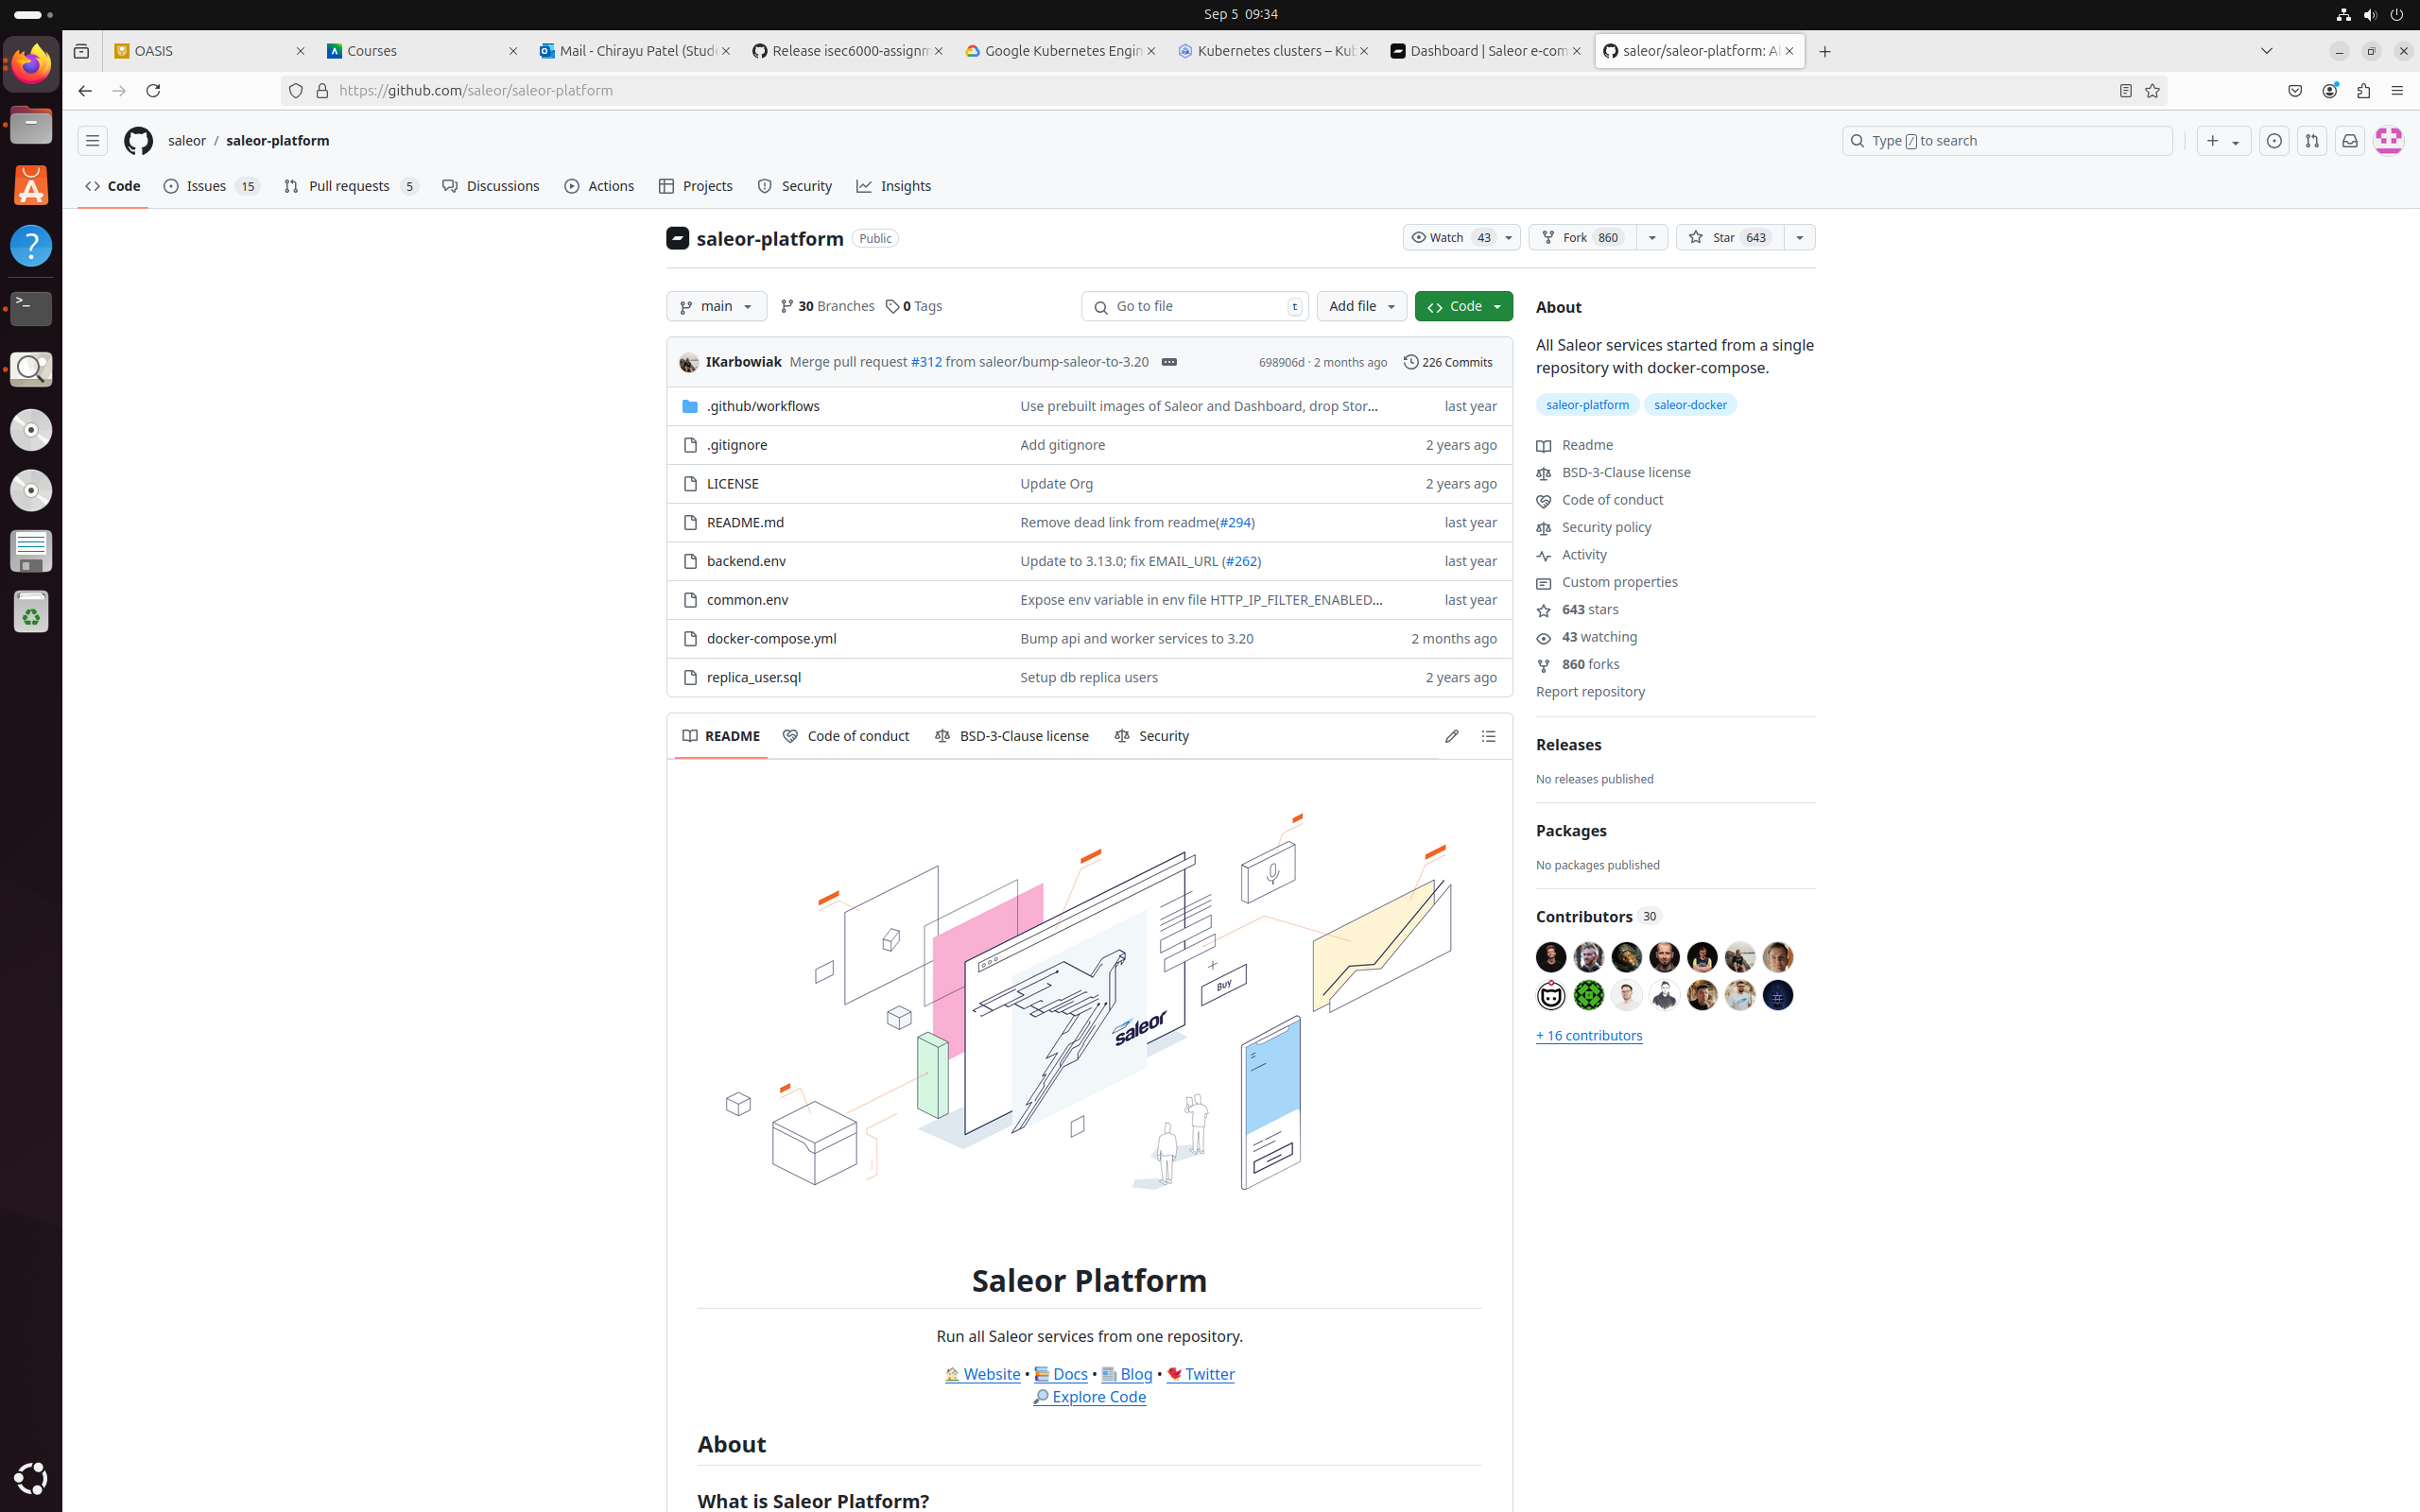 Sep 5 09:34
OASIS
Courses
Mail - Chirayu Patel (Stude
Release isec6000-assignm
Google Kubernetes Engin
Kubernetes clusters – Kub
Dashboard | Saleor e-com
saleor/saleor-platform: Al
https://github.com/saleor/saleor-platform
saleor / saleor-platform
Type / to search
Code
Issues 15
Pull requests 5
Discussions
Actions
Projects
Security
Insights
saleor-platform Public
Watch 43
Fork 860
Star 643
main
30 Branches
0 Tags
Go to file t
Add file
Code
IKarbowiak Merge pull request #312 from saleor/bump-saleor-to-3.20
698906d · 2 months ago
226 Commits
.github/workflows Use prebuilt images of Saleor and Dashboard, drop Stor... last year
.gitignore Add gitignore 2 years ago
LICENSE Update Org 2 years ago
README.md Remove dead link from readme(#294) last year
backend.env Update to 3.13.0; fix EMAIL_URL (#262) last year
common.env Expose env variable in env file HTTP_IP_FILTER_ENABLED... last year
docker-compose.yml Bump api and worker services to 3.20 2 months ago
replica_user.sql Setup db replica users 2 years ago
README
Code of conduct
BSD-3-Clause license
Security
Buy
saleor
Saleor Platform
Run all Saleor services from one repository.
Website • Docs • Blog • Twitter
Explore Code
About
What is Saleor Platform?
About
All Saleor services started from a single
repository with docker-compose.
saleor-platform saleor-docker
Readme
BSD-3-Clause license
Code of conduct
Security policy
Activity
Custom properties
643 stars
43 watching
860 forks
Report repository
Releases
No releases published
Packages
No packages published
Contributors 30
+ 16 contributors